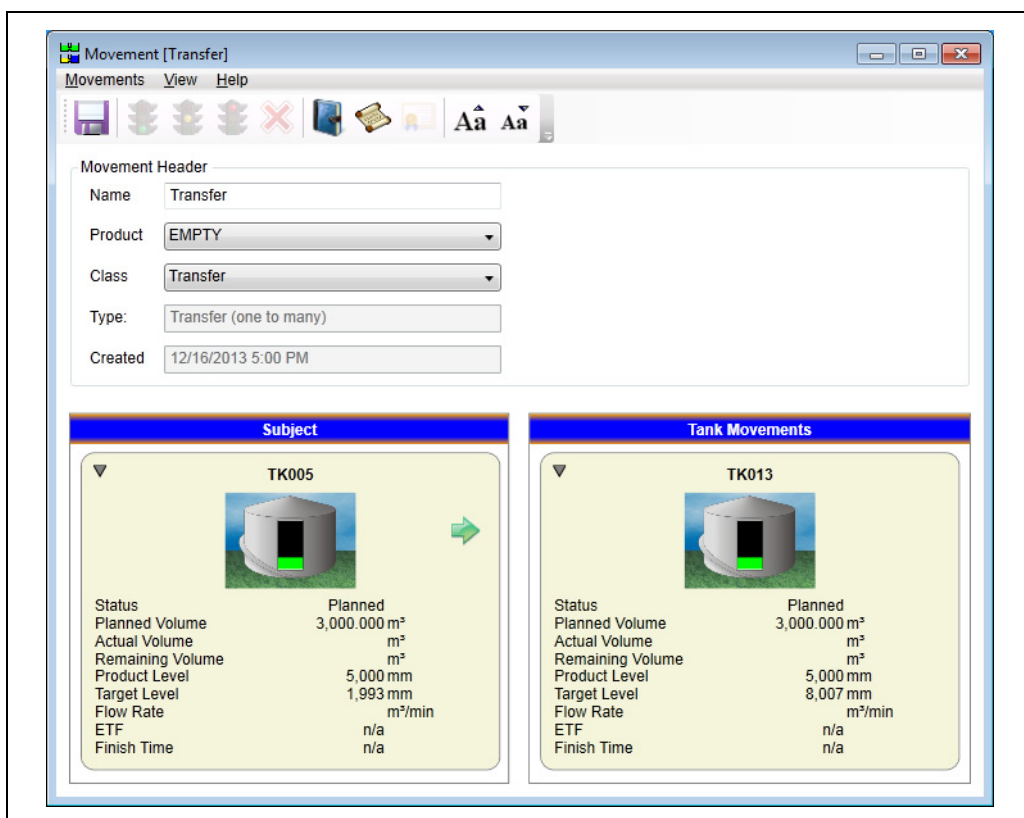 Movement [Transfer]
Movements View Help
Aâ Aǎ
Movement Header
Name Transfer
Product EMPTY
Class Transfer
Type: Transfer (one to many)
Created 12/16/2013 5:00 PM
Subject
TK005
Status Planned
Planned Volume 3,000.000 m³
Actual Volume m³
Remaining Volume m³
Product Level 5,000 mm
Target Level 1,993 mm
Flow Rate m³/min
ETF n/a
Finish Time n/a
Tank Movements
TK013
Status Planned
Planned Volume 3,000.000 m³
Actual Volume m³
Remaining Volume m³
Product Level 5,000 mm
Target Level 8,007 mm
Flow Rate m³/min
ETF n/a
Finish Time n/a